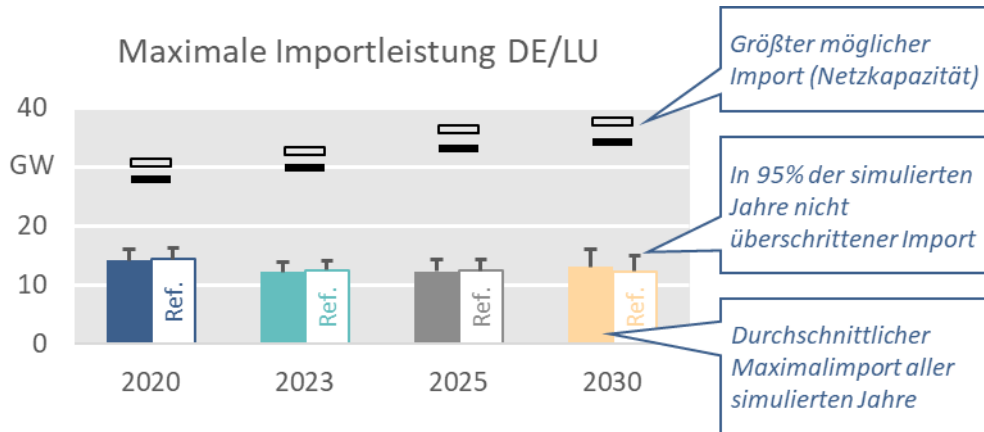 Maximale Importleistung DE/LU
40
GW
20
10
0
Ref.
Ref.
Ref.
Ref.
2020
2023
2025
2030
Größter möglicher
Import (Netzkapazität)
In 95% der simulierten
Jahre nicht
überschrittener Import
Durchschnittlicher
Maximalimport aller
simulierten Jahre